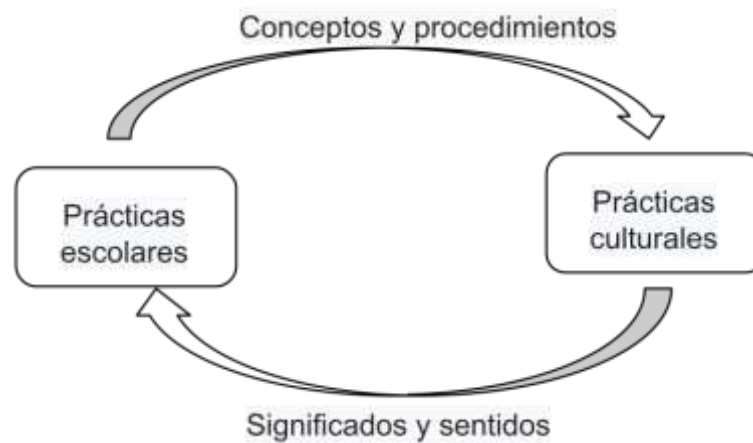 Conceptos y procedimientos
Prácticas
escolares
Prácticas
culturales
Significados y sentidos